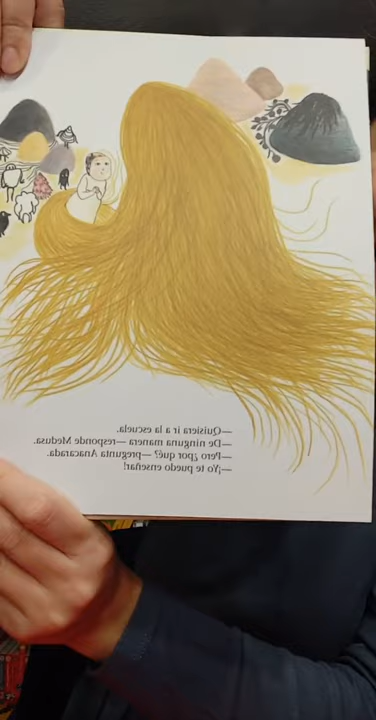 —Quisiera ir a la escuela.
—De ninguna manera —responde Medusa.
—Pero ¿por qué? —pregunta Anacarada.
—¡Yo te puedo enseñar!